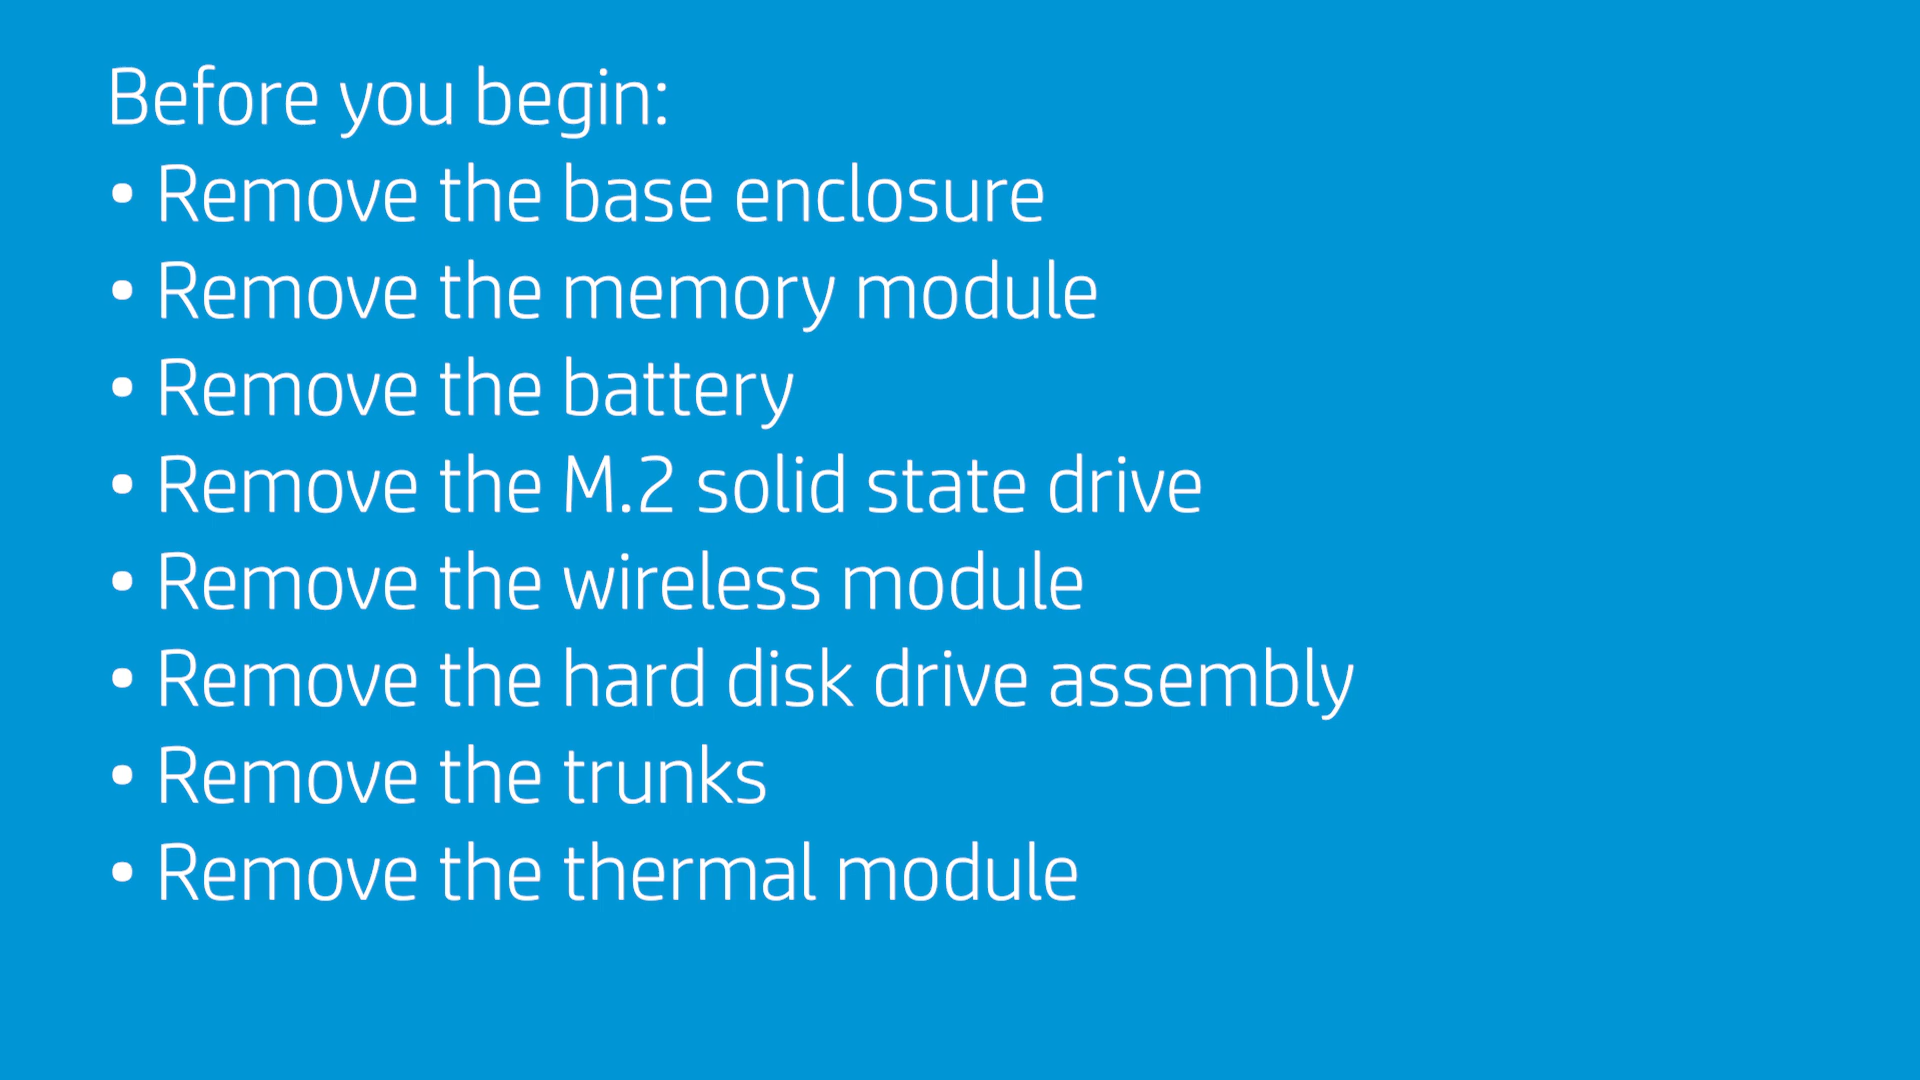 Before you begin:
• Remove the base enclosure
• Remove the memory module
• Remove the battery
• Remove the M.2 solid state drive
• Remove the wireless module
• Remove the hard disk drive assembly
• Remove the trunks
• Remove the thermal module